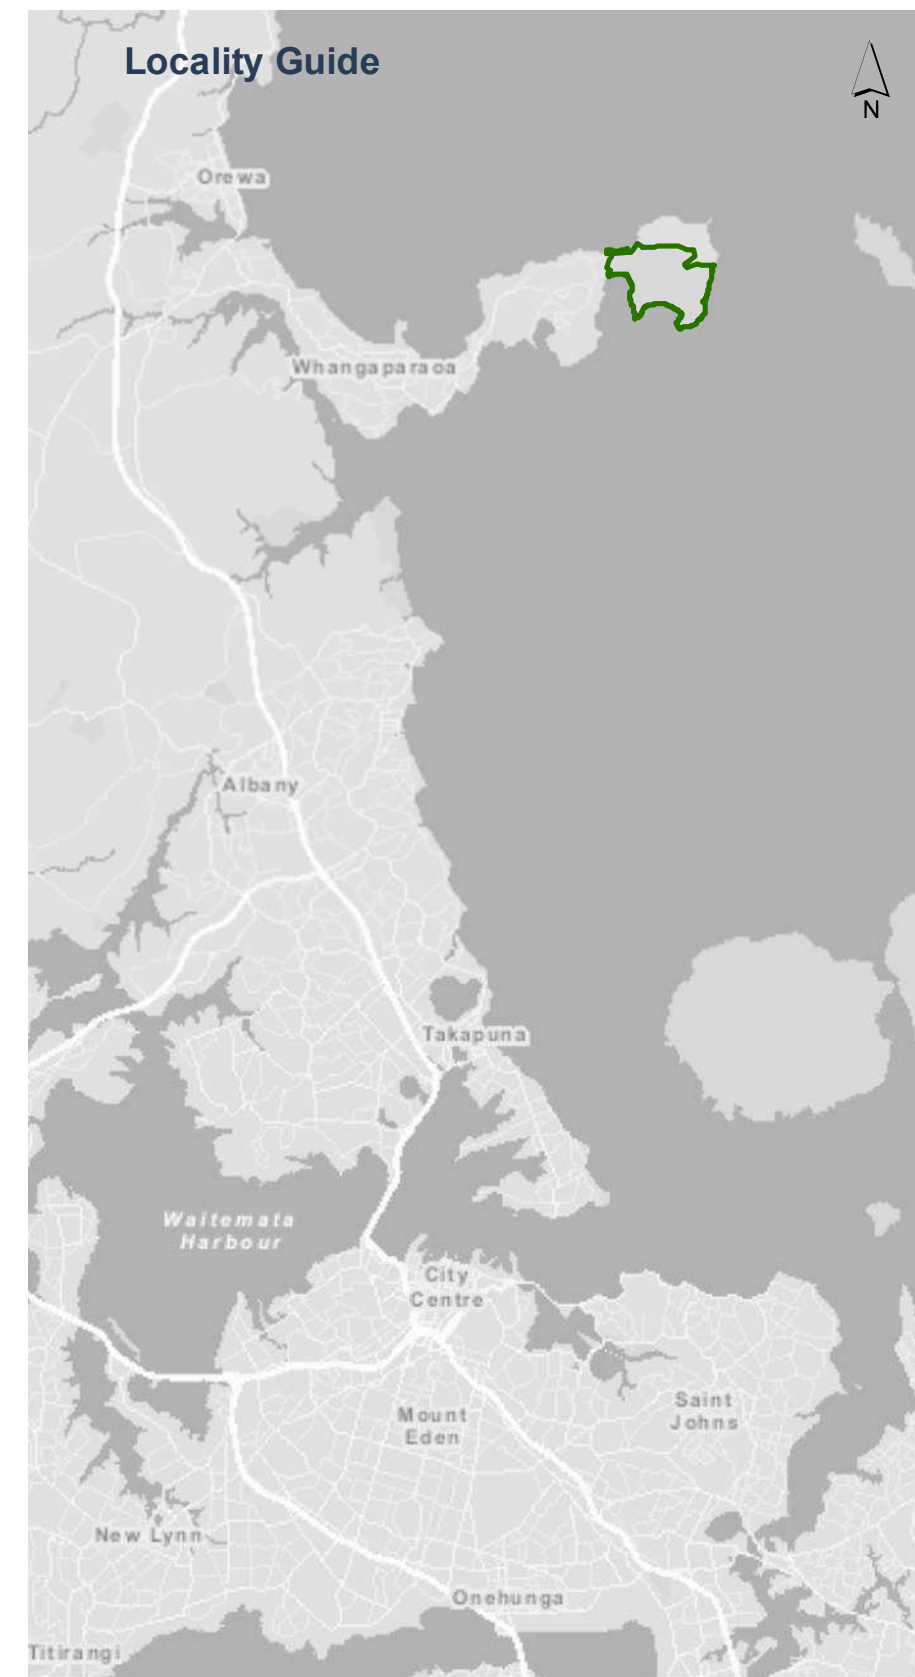 Locality Guide
N
Orewa
Whangaparaoa
Albany
Takapuna
Waitemata
Harbour
City
Centre
Saint
Johns
Mount
Eden
New Lynn
Onehunga
Titirangi